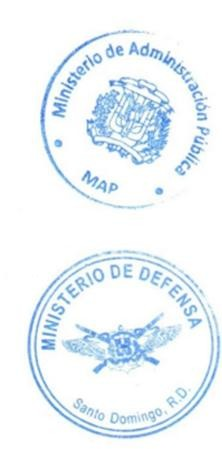 Ministerio de Administración Pública
MAP
MINISTERIO DE DEFENSA
Santo Domingo, R.D.